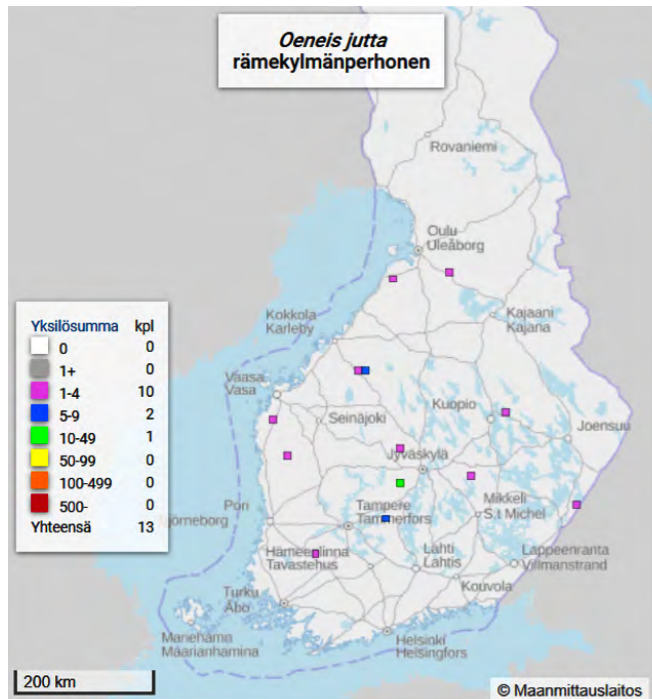 Oeneis jutta
rämekylmänperhonen
Rovaniemi
Oulu
Uleåborg
Kokkola
Karleby
Kajaani
Kajana
Yksilösumma kpl
0 0
1+ 0
1-4 10
5-9 2
10-49 1
50-99 0
100-499 0
500- 0
Yhteensä 13
Vaasa
Vasa
Seinäjoki
Kuopio
Joensuu
Jyväskylä
Pori
Björneborg
Tampere
Tammerfors
Mikkeli
S:t Michel
Hämeenlinna
Tavastehus
Lahti
Lahtis
Lappeenranta
Villmanstrand
Kouvola
Turku
Åbo
Mariehamn
Maarianhamina
Helsinki
Helsingfors
200 km
© Maanmittauslaitos